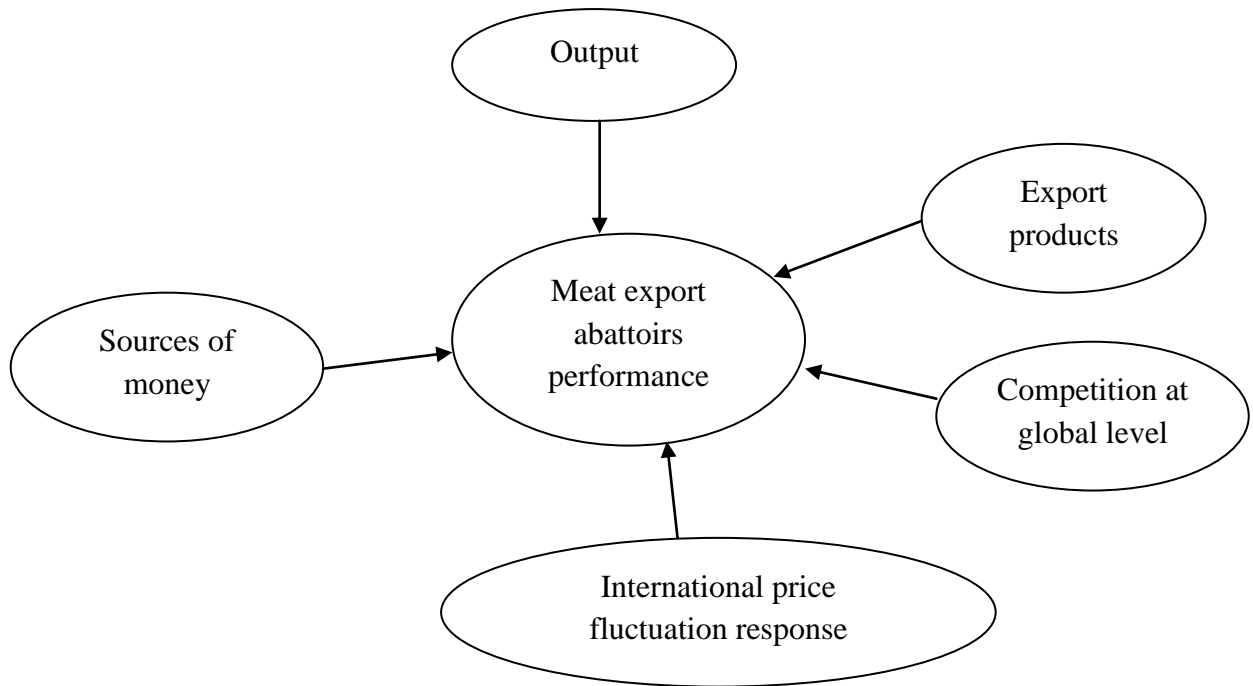 Output
Export
products
Meat export
abattoirs
performance
Sources of
money
Competition at
global level
International price
fluctuation response